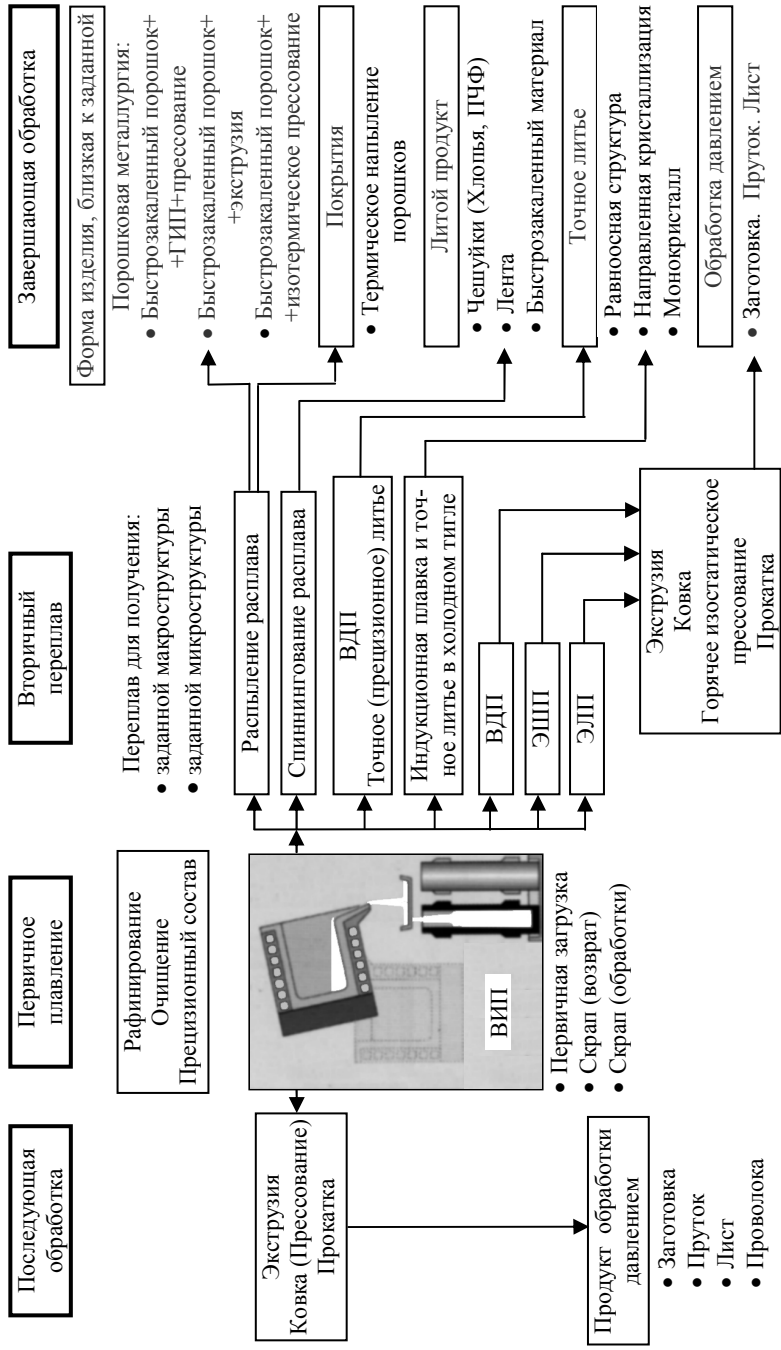 Последующая
обработка
Экструзия
Ковка (Прессование)
Прокатка
Продукт обработки
давлением
• Заготовка
• Пруток
• Лист
• Проволока
Первичное
плавление
Рафинирование
Очищение
Прецизионный состав
ВИП
• Первичная загрузка
• Скрап (возврат)
• Скрап (обработки)
Вторичный
переплав
Переплав для получения:
• заданной макроструктуры
• заданной микроструктуры
Распыление расплава
Спиннингование расплава
ВДП
Точное (прецизионное) литье
Индукционная плавка и точ-
ное литье в холодном тигле
ВДП
ЭШП
ЭЛП
Экструзия
Ковка
Горячее изостатическое
прессование
Прокатка
Завершающая обработка
Форма изделия, близкая к заданной
Порошковая металлургия:
• Быстрозакаленный порошок+
+ГИП+прессование
• Быстрозакаленный порошок+
+экструзия
• Быстрозакаленный порошок+
+изотермическое прессование
Покрытия
• Термическое напыление
порошков
Литой продукт
• Чешуйки (Хлопья, ПЧФ)
• Лента
• Быстрозакаленный материал
Точное литье
• Равноосная структура
• Направленная кристаллизация
• Монокристалл
Обработка давлением
• Заготовка. Пруток. Лист